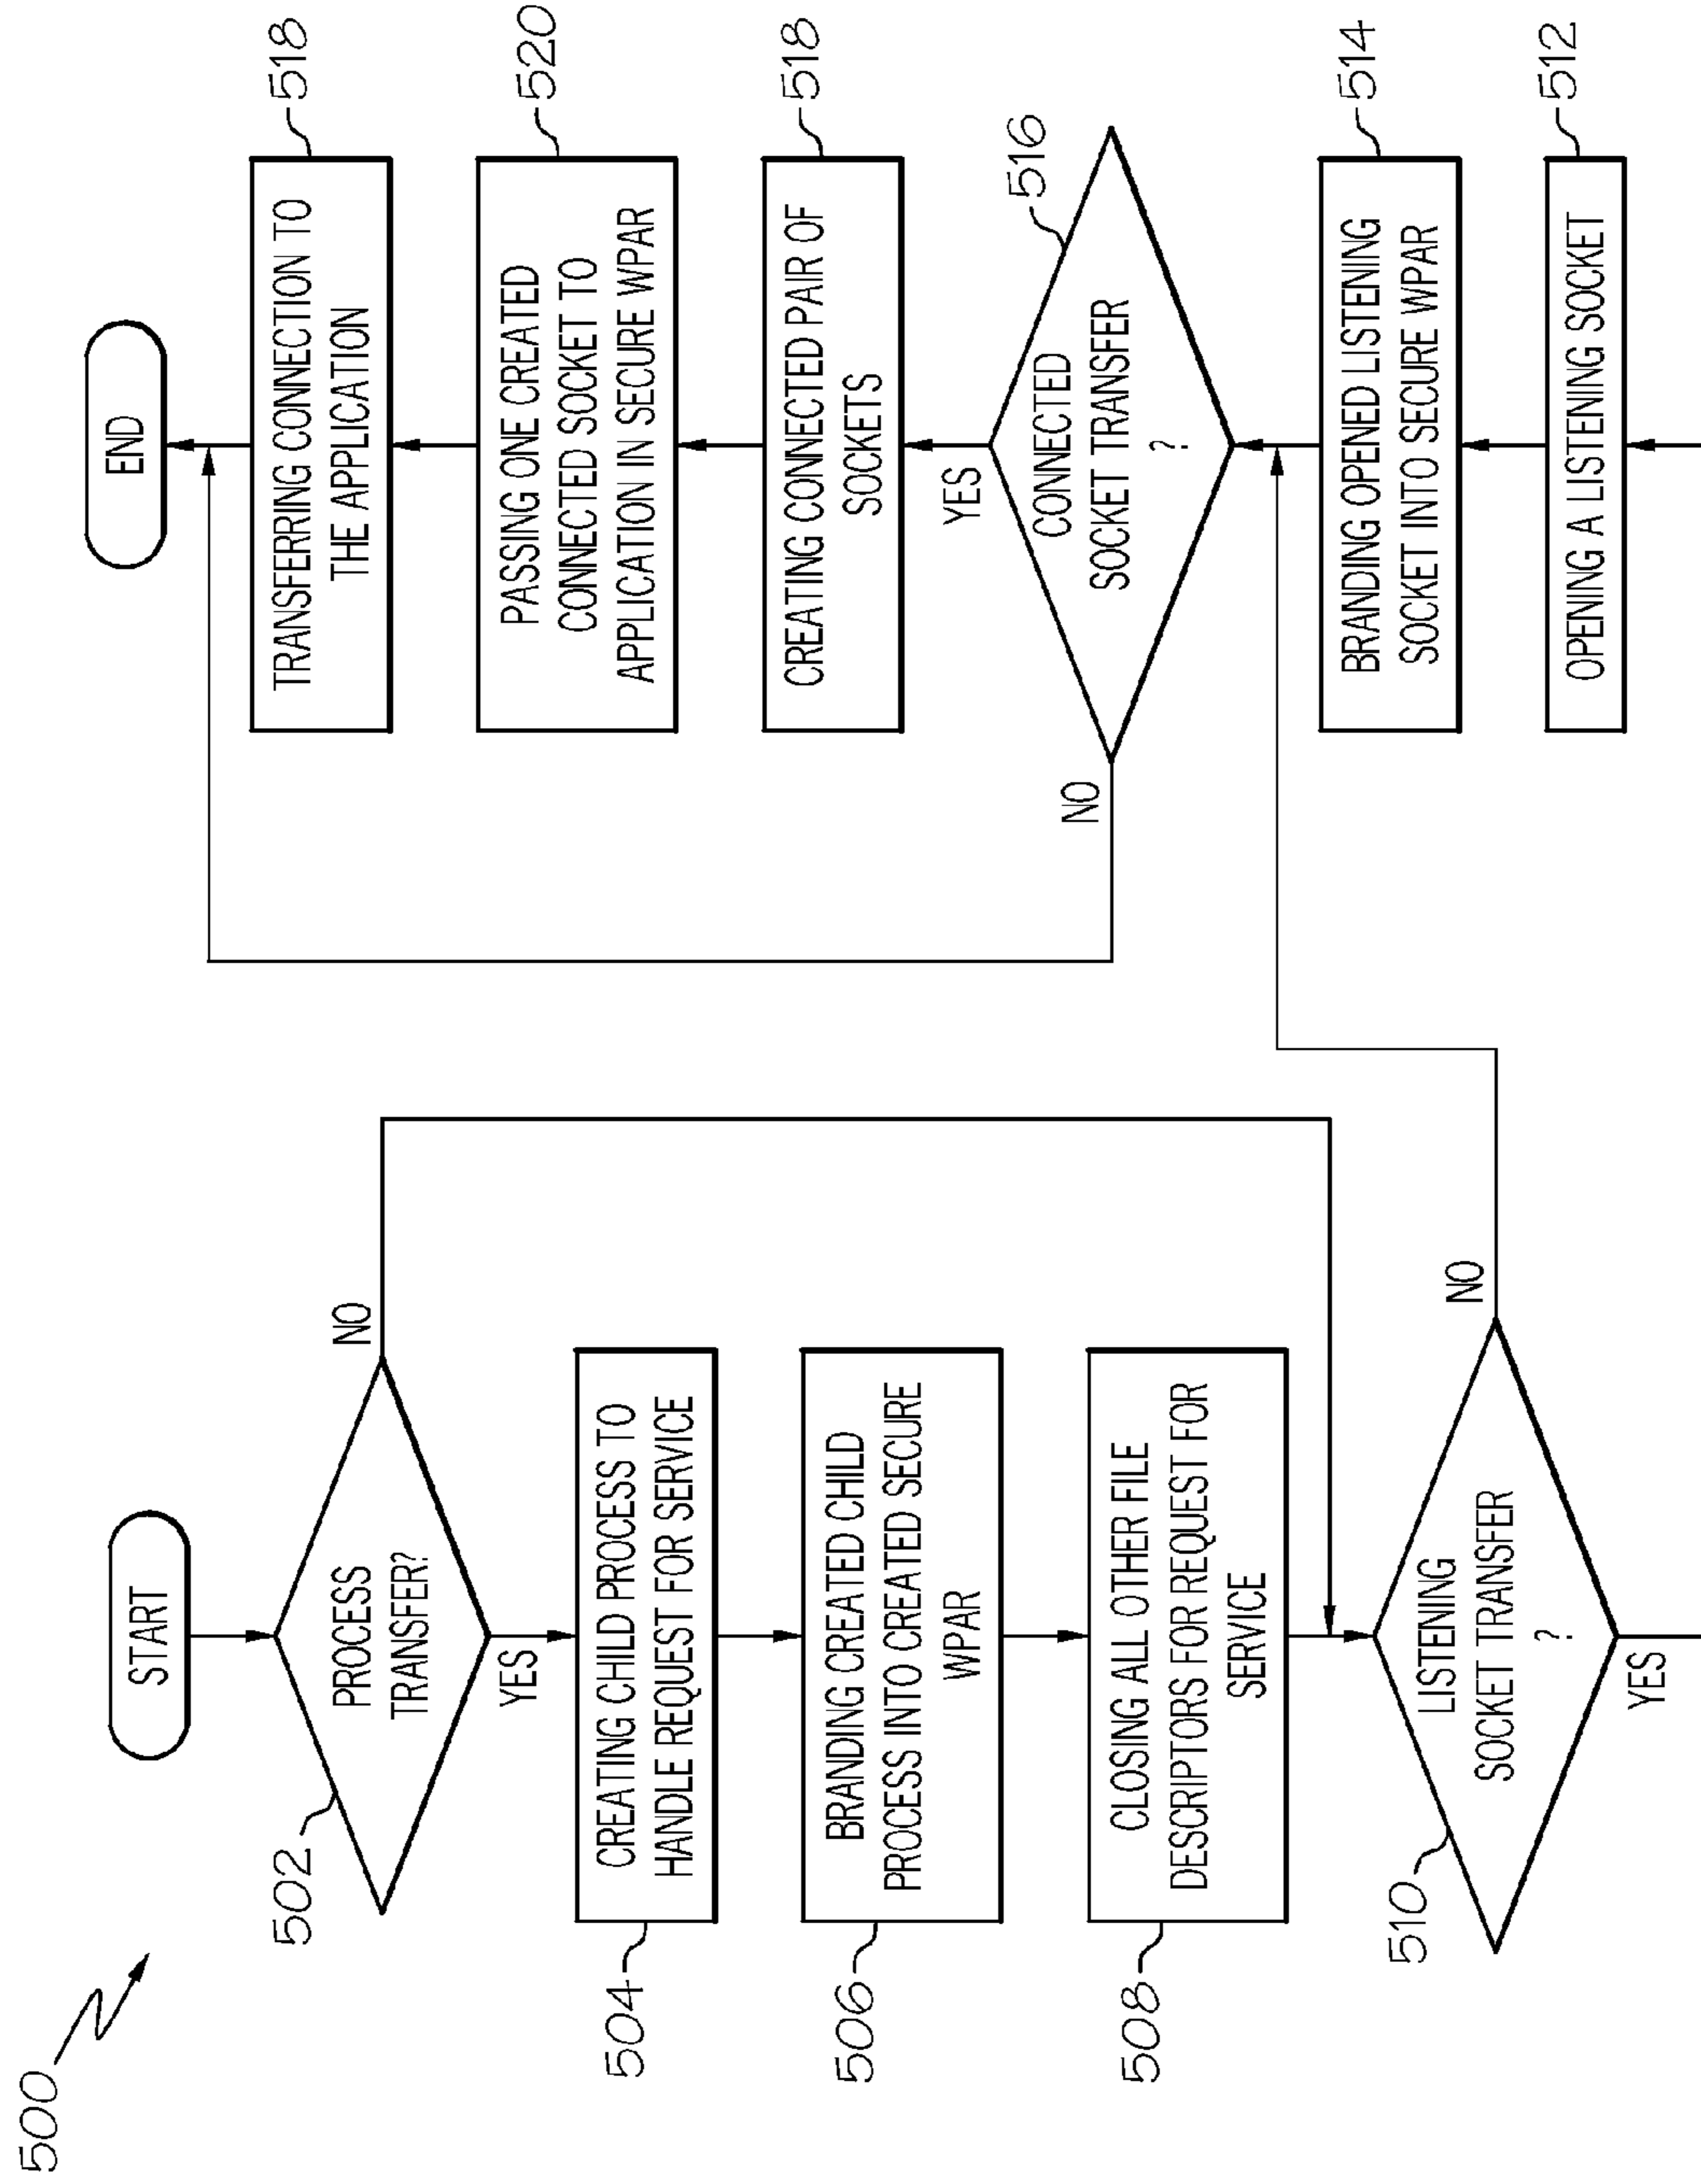 500
START
502
PROCESS
TRANSFER?
NO
YES
504
CREATING CHILD PROCESS TO
HANDLE REQUEST FOR SERVICE
506
BRANDING CREATED CHILD
PROCESS INTO CREATED SECURE
WPAR
508
CLOSING ALL OTHER FILE
DESCRIPTORS FOR REQUEST FOR
SERVICE
510
LISTENING
SOCKET TRANSFER
?
NO
YES
END
TRANSFERRING CONNECTION TO
THE APPLICATION
518
PASSING ONE CREATED
CONNECTED SOCKET TO
APPLICATION IN SECURE WPAR
520
CREATING CONNECTED PAIR OF
SOCKETS
518
YES
516
CONNECTED
SOCKET TRANSFER
?
NO
BRANDING OPENED LISTENING
SOCKET INTO SECURE WPAR
514
OPENING A LISTENING SOCKET
512